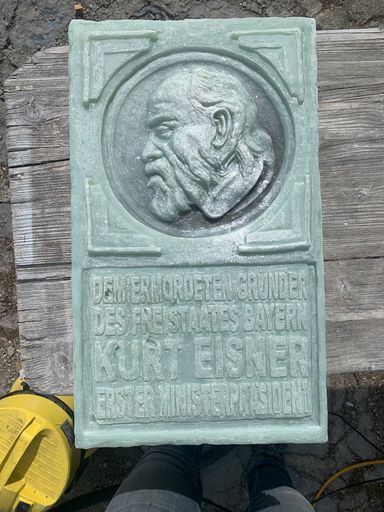 DEM ERMORDETEN GRÜNDER
DES FREISTAATES BAYERN
KURT EISNER
ERSTER MINISTERPRÄSIDENT